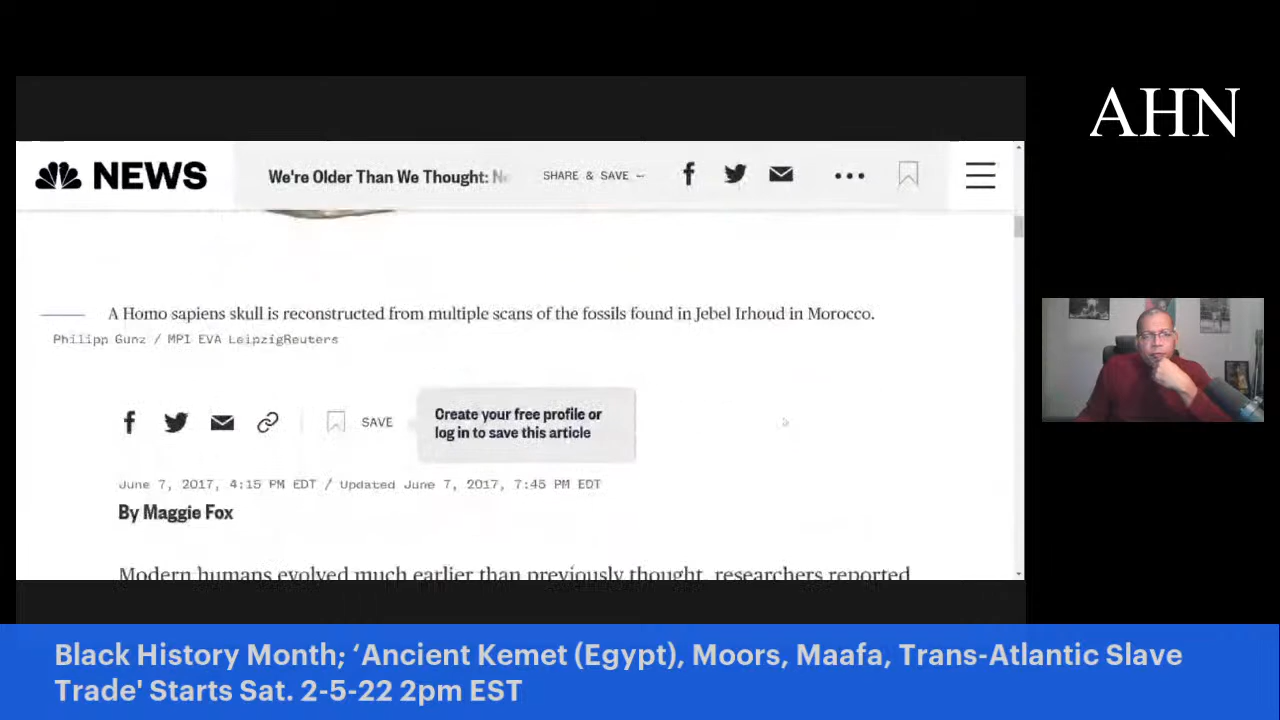 AHN
NEWS
We're Older Than We Thought: N
SHARE & SAVE —
A Homo sapiens skull is reconstructed from multiple scans of the fossils found in Jebel Irhoud in Morocco.
Philipp Gunz / MPI EVA LeipzigReuters
SAVE
Create your free profile or
log in to save this article
June 7, 2017, 4:15 PM EDT / Updated June 7, 2017, 7:45 PM EDT
By Maggie Fox
Modern humans evolved much earlier than previously thought, researchers reported
Black History Month; ‘Ancient Kemet (Egypt), Moors, Maafa, Trans-Atlantic Slave
Trade' Starts Sat. 2-5-22 2pm EST